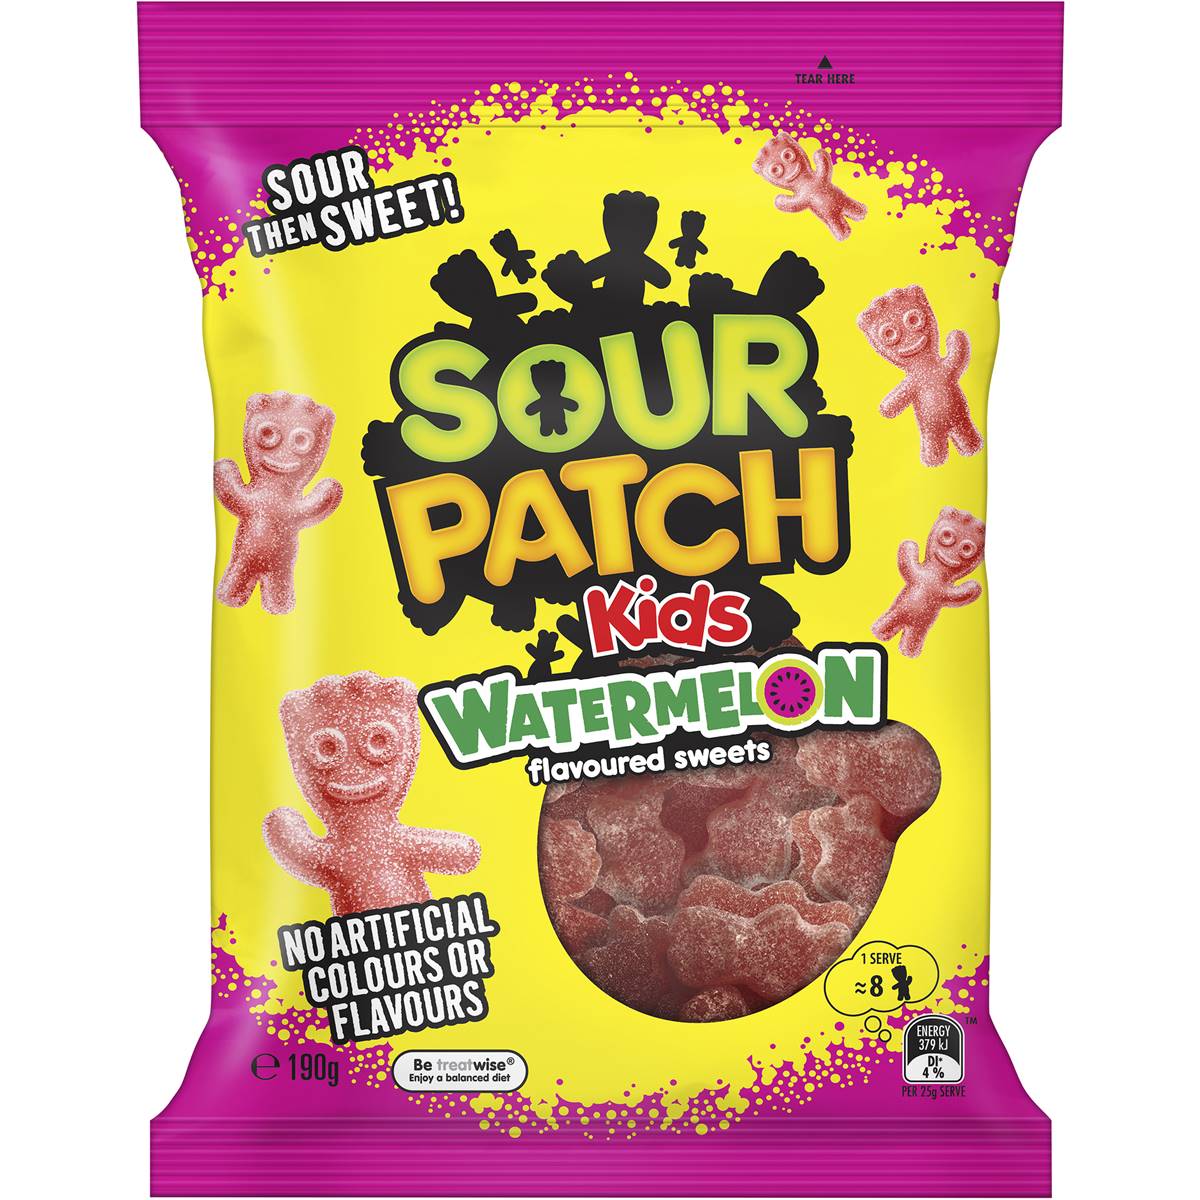 TEAR HERE
SOUR
THEN SWEET!
SOUR
PATCH
Kids
WATERMELON
flavoured sweets
NO ARTIFICIAL
COLOURS OR
FLAVOURS
1 SERVE
≈8
℮ 190g
Be treatwise®
Enjoy a balanced diet
ENERGY
379 kJ
DI*
4 %
TM
PER 25g SERVE